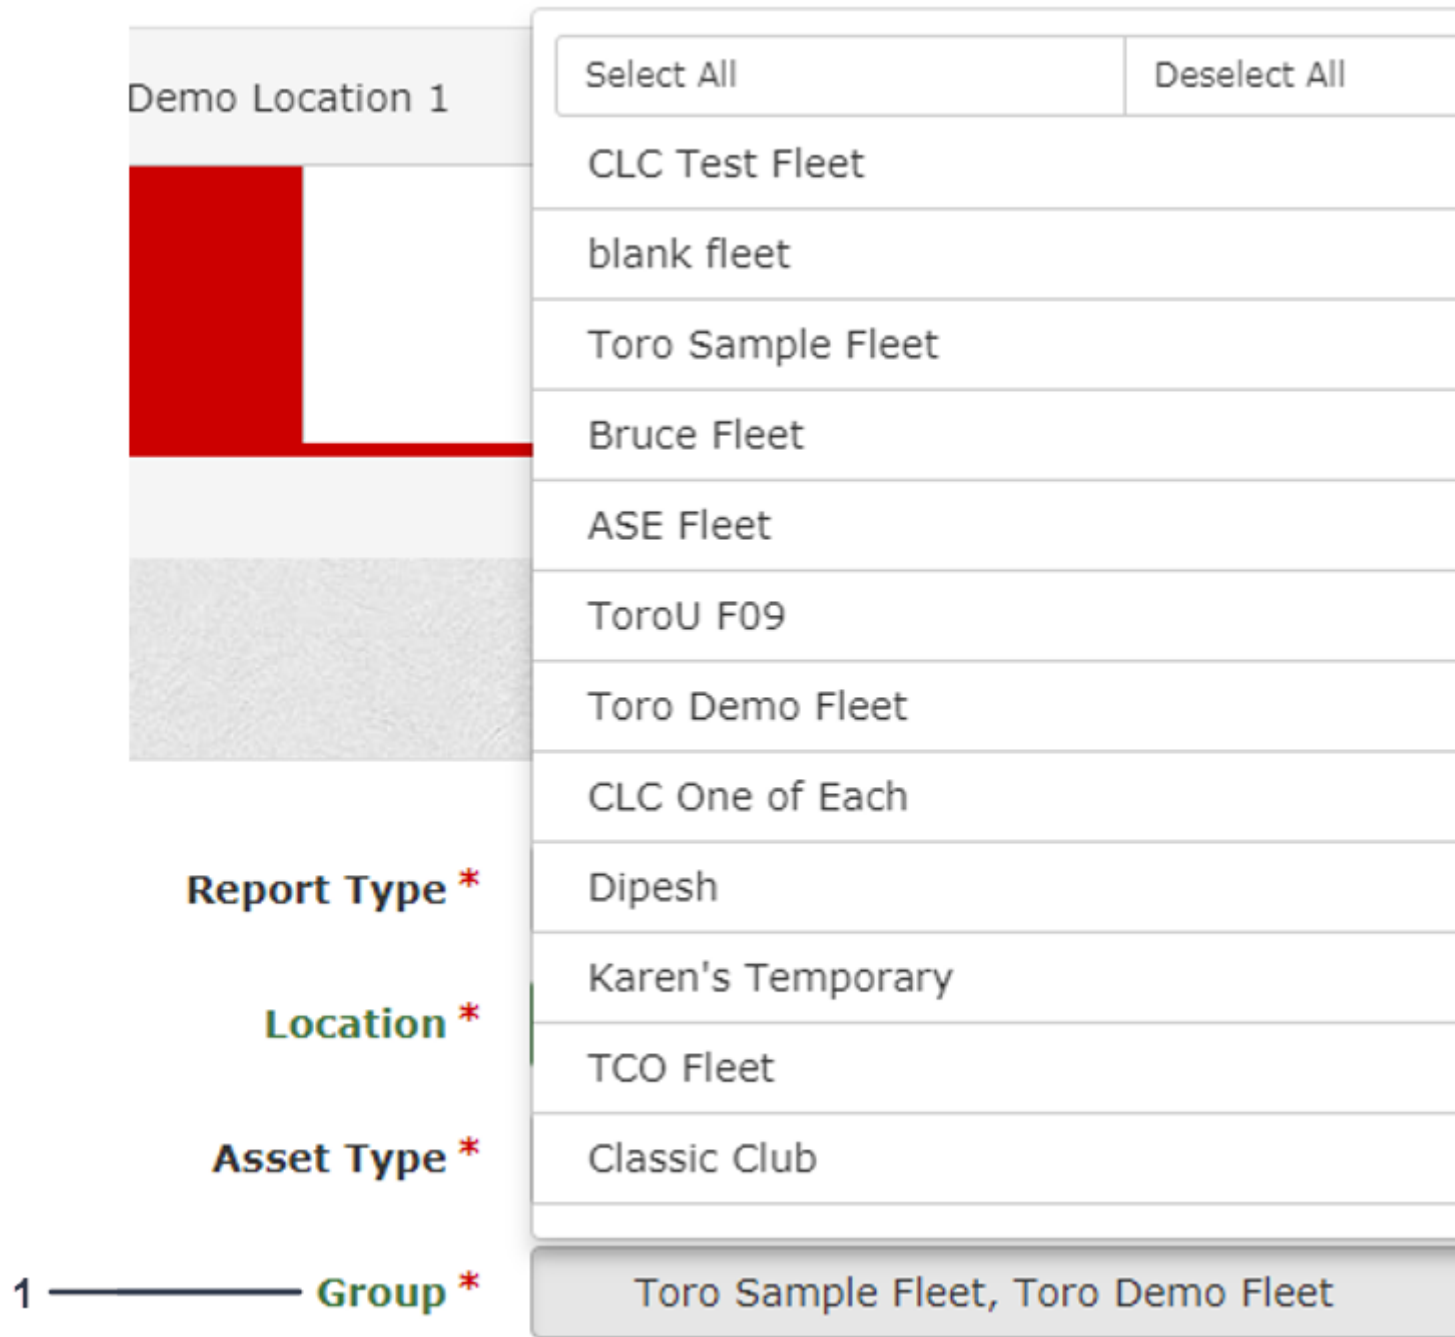 Demo Location 1
Select All
Deselect All
CLC Test Fleet
blank fleet
Toro Sample Fleet
Bruce Fleet
ASE Fleet
ToroU F09
Toro Demo Fleet
CLC One of Each
Dipesh
Karen's Temporary
TCO Fleet
Classic Club
Report Type *
Location *
Asset Type *
1 Group * Toro Sample Fleet, Toro Demo Fleet